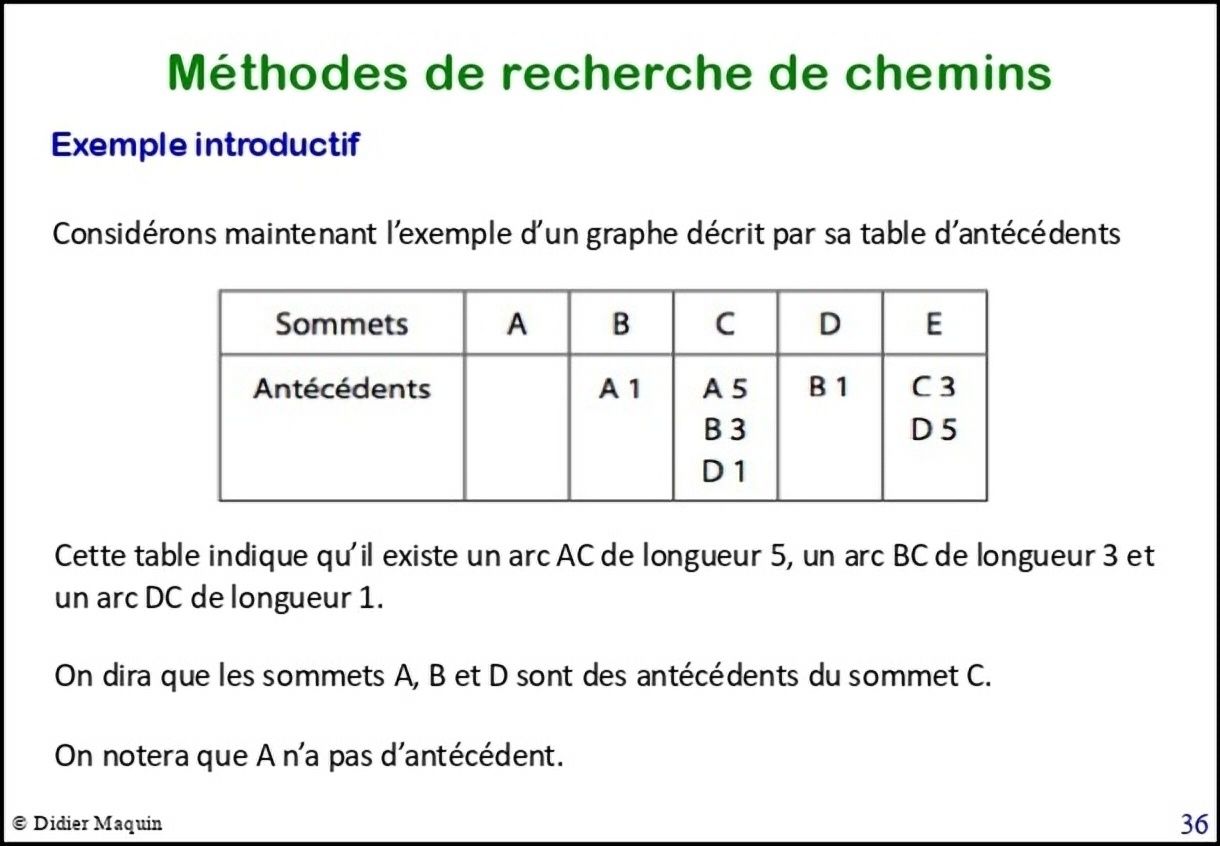 Méthodes de recherche de chemins
Exemple introductif
Considérons maintenant l’exemple d’un graphe décrit par sa table d’antécédents
Sommets A B C D E
Antécédents A 1 A 5 B 1 C 3
B 3 D 5
D 1
Cette table indique qu’il existe un arc AC de longueur 5, un arc BC de longueur 3 et
un arc DC de longueur 1.
On dira que les sommets A, B et D sont des antécédents du sommet C.
On notera que A n’a pas d’antécédent.
© Didier Maquin
36